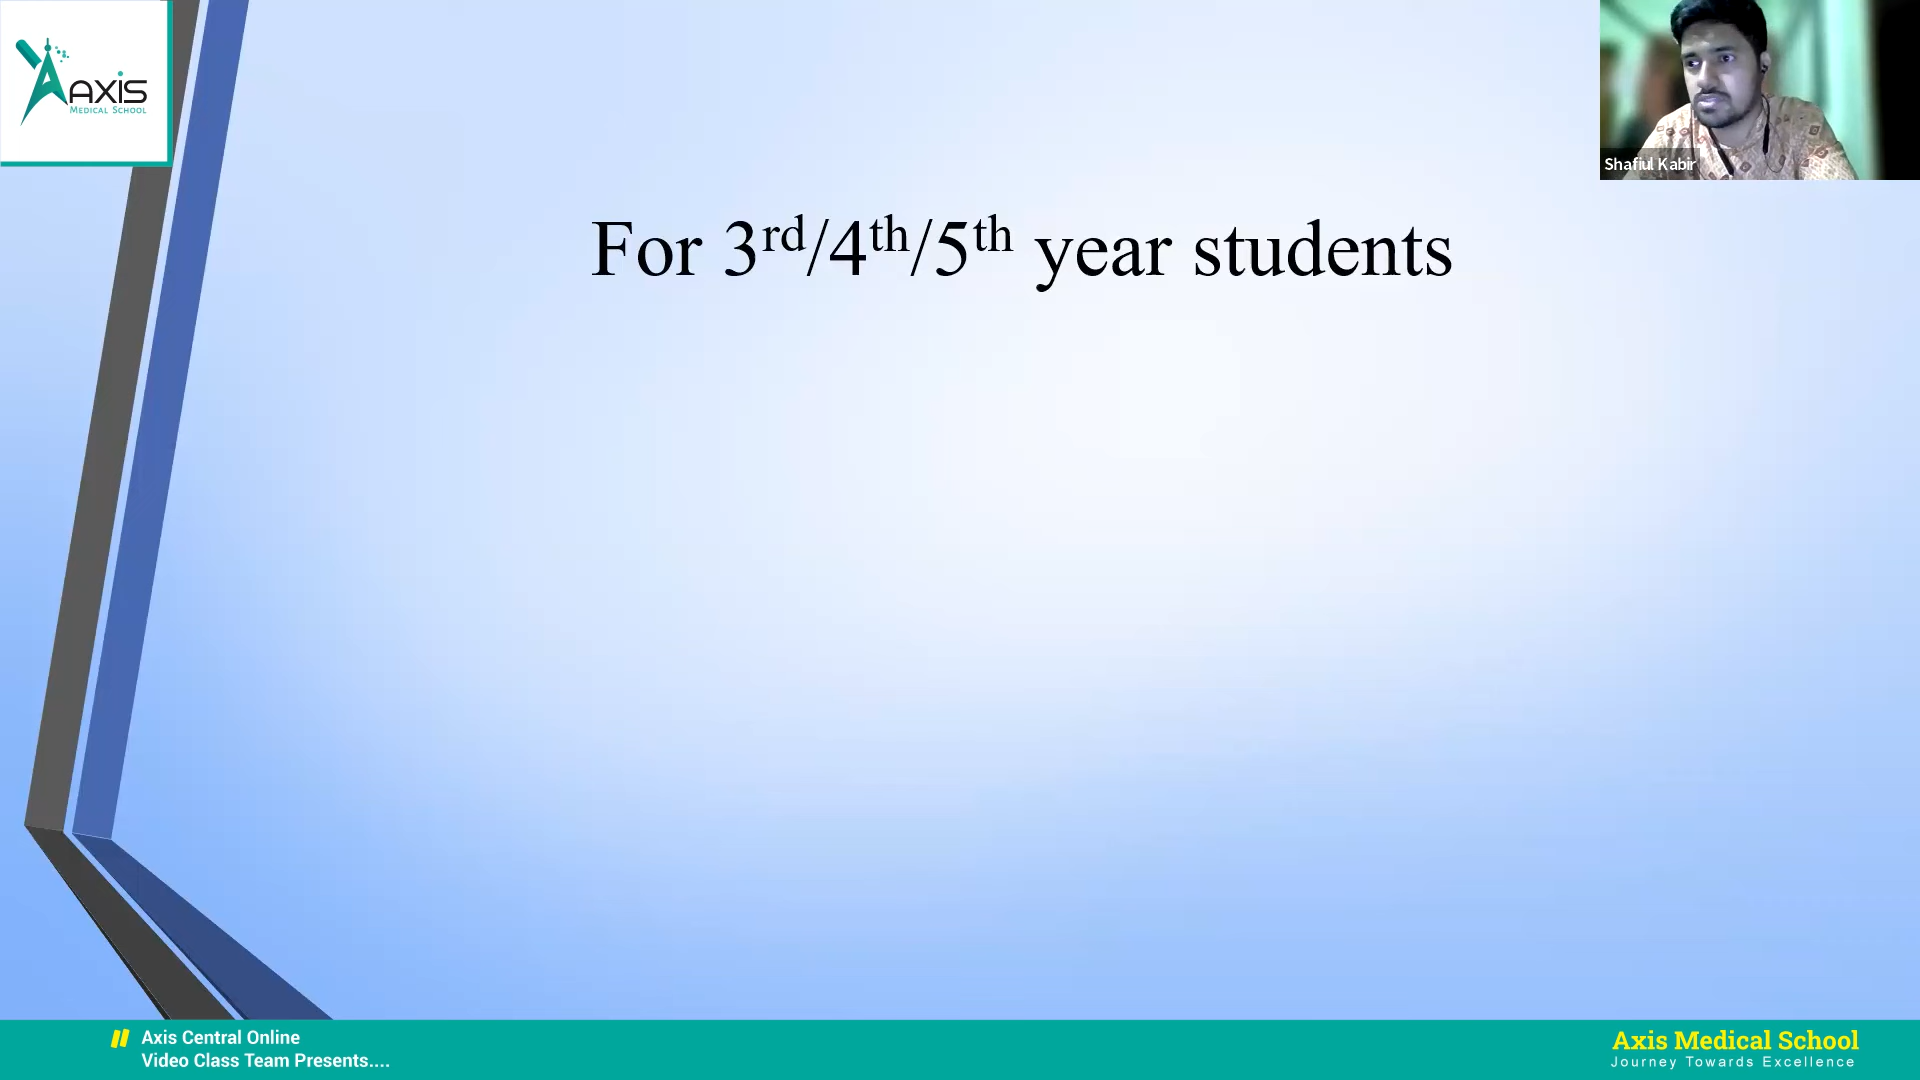 AXIS
MEDICAL SCHOOL
Shafiul Kabir
For 3rd/4th/5th year students
Axis Central Online
Video Class Team Presents....
Axis Medical School
Journey Towards Excellence